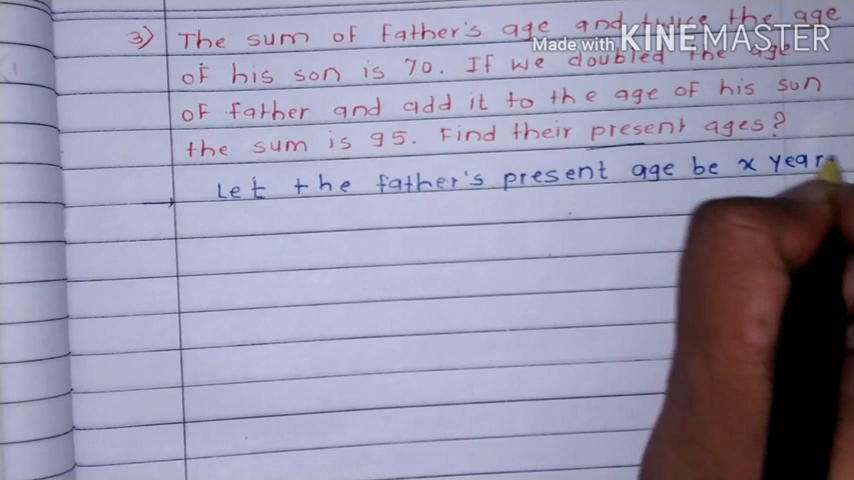 3) The sum of Father's age and twice the age
Made with KINEMASTER
of his son is 70. If we doubled the age
of father and add it to the age of his son
the sum is 95. Find their present ages?
Let the father's present age be x year